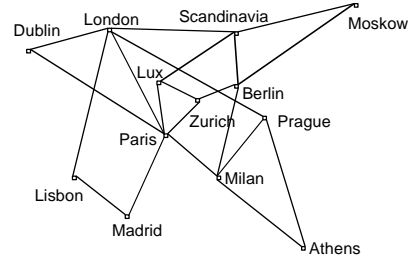 London
Scandinavia
Moskow
Dublin
Lux
Berlin
Zurich
Prague
Paris
Milan
Lisbon
Madrid
Athens